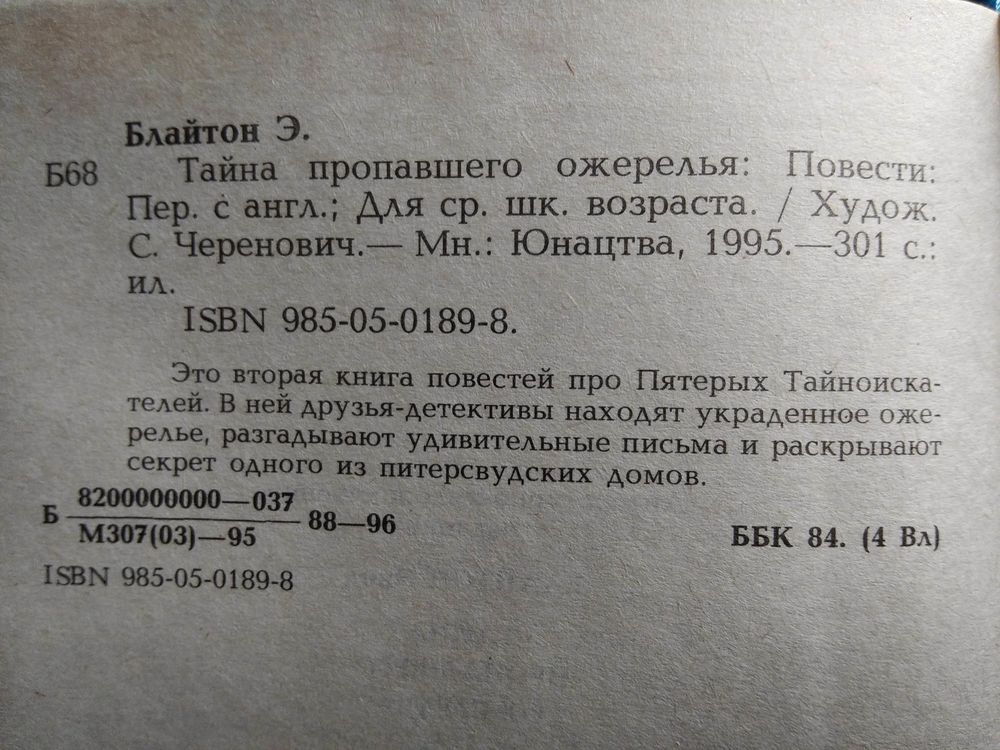 Блайтон Э.
Б68 Тайна пропавшего ожерелья: Повести:
Пер. с англ.; Для ср. шк. возраста. / Худож.
С. Черенович.— Мн.: Юнацтва, 1995.—301 с.:
ил.
ISBN 985-05-0189-8.
Это вторая книга повестей про Пятерых Тайноиска-
телей. В ней друзья-детективы находят украденное оже-
релье, разгадывают удивительные письма и раскрывают
секрет одного из питерсвудских домов.
Б 8200000000—037
М307(03)—95
88—96
ББК 84. (4 Вл)
ISBN 985-05-0189-8